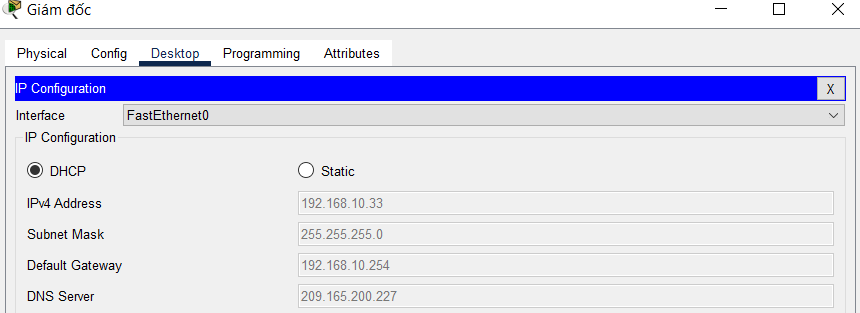 Giám đốc
Physical Config Desktop Programming Attributes
IP Configuration X
Interface FastEthernet0
IP Configuration
DHCP Static
IPv4 Address 192.168.10.33
Subnet Mask 255.255.255.0
Default Gateway 192.168.10.254
DNS Server 209.165.200.227